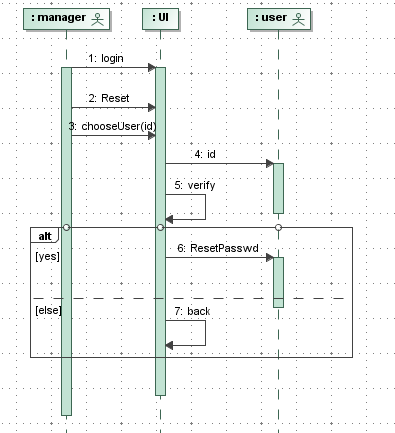 : manager
: UI
: user
1: login
2: Reset
3: chooseUser(id)
4: id
5: verify
alt
[yes]
6: ResetPasswd
[else]
7: back